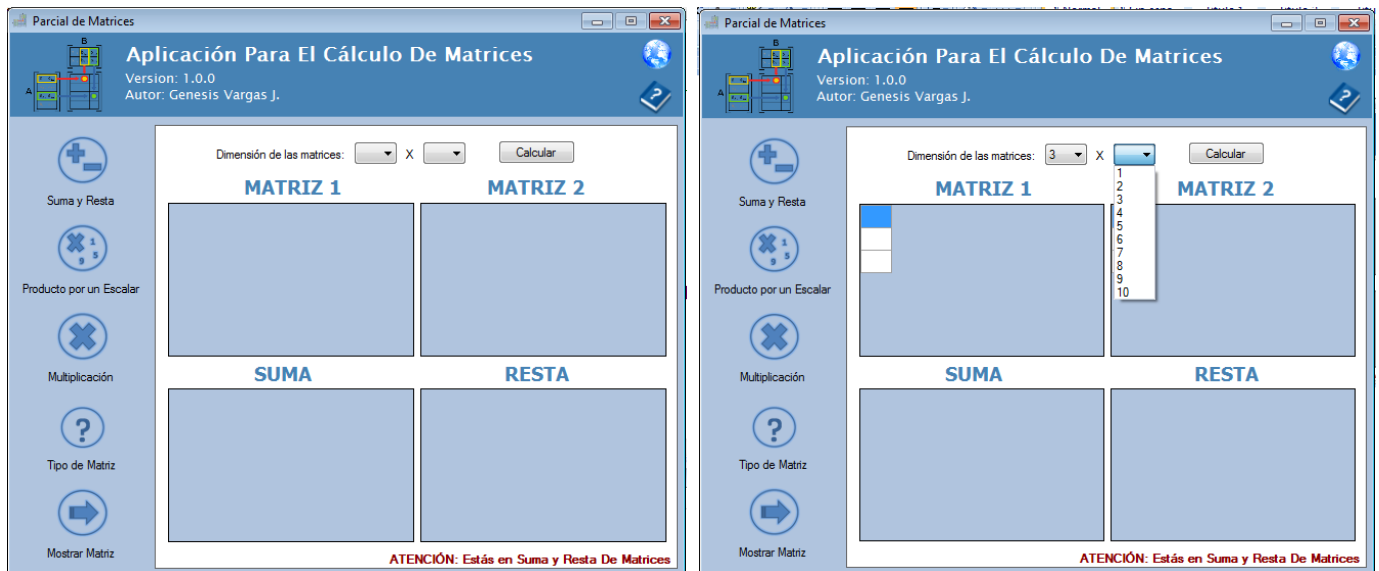 Parcial de Matrices
B
A
Aplicación Para El Cálculo De Matrices
Version: 1.0.0
Autor: Genesis Vargas J.
Suma y Resta
Producto por un Escalar
Multiplicación
Tipo de Matriz
Mostrar Matriz
Dimensión de las matrices: X Calcular
MATRIZ 1 MATRIZ 2
SUMA RESTA
ATENCIÓN: Estás en Suma y Resta De Matrices
Parcial de Matrices
B
A
Aplicación Para El Cálculo De Matrices
Version: 1.0.0
Autor: Genesis Vargas J.
Suma y Resta
Producto por un Escalar
Multiplicación
Tipo de Matriz
Mostrar Matriz
Dimensión de las matrices: 3 X Calcular
1
2
3
4
5
6
7
8
9
10
MATRIZ 1 MATRIZ 2
SUMA RESTA
ATENCIÓN: Estás en Suma y Resta De Matrices